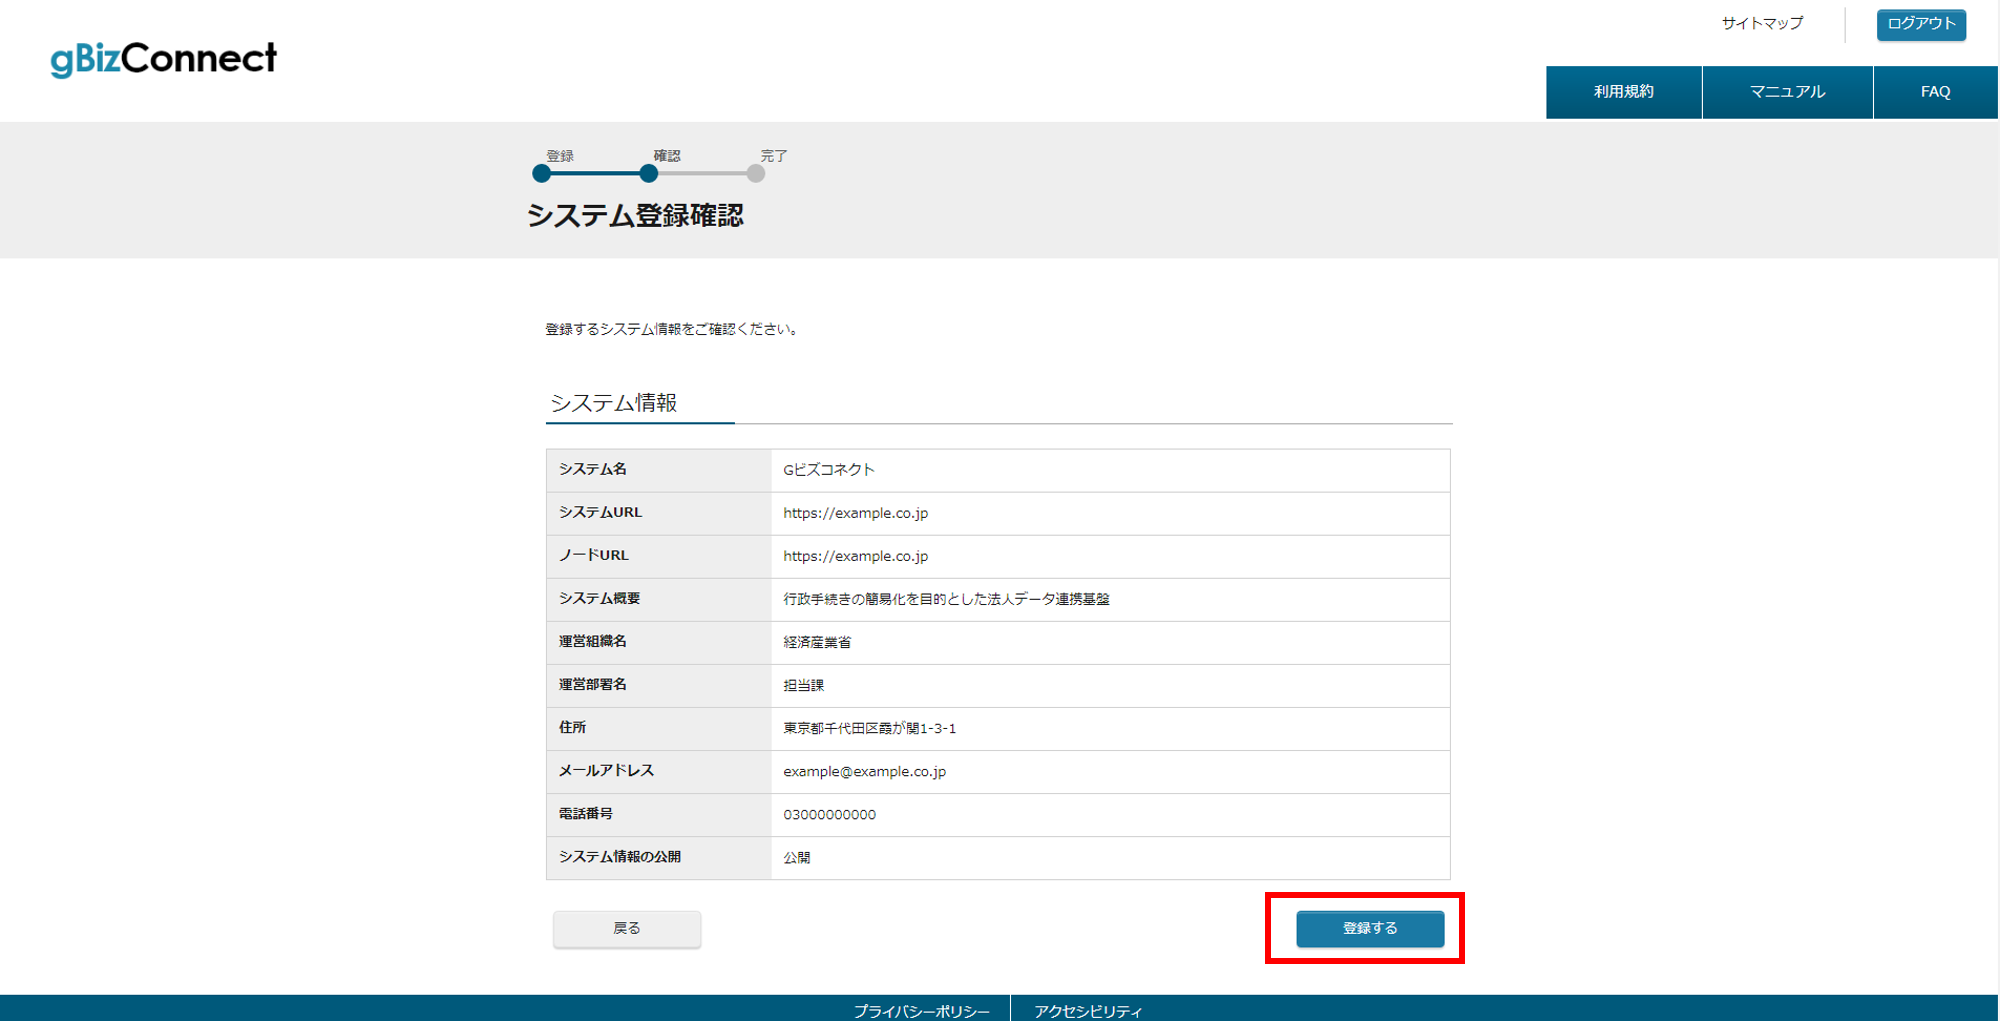 サイトマップ
ログアウト
gBizConnect
利用規約
マニュアル
FAQ
登録
確認
完了
システム登録確認
登録するシステム情報をご確認ください。
システム情報
システム名 Gビズコネクト
システムURL https://example.co.jp
ノードURL https://example.co.jp
システム概要 行政手続きの簡易化を目的とした法人データ連携基盤
運営組織名 経済産業省
運営部署名 担当課
住所 東京都千代田区霞が関1-3-1
メールアドレス example@example.co.jp
電話番号 03000000000
システム情報の公開 公開
戻る
登録する
プライバシーポリシー
アクセシビリティ